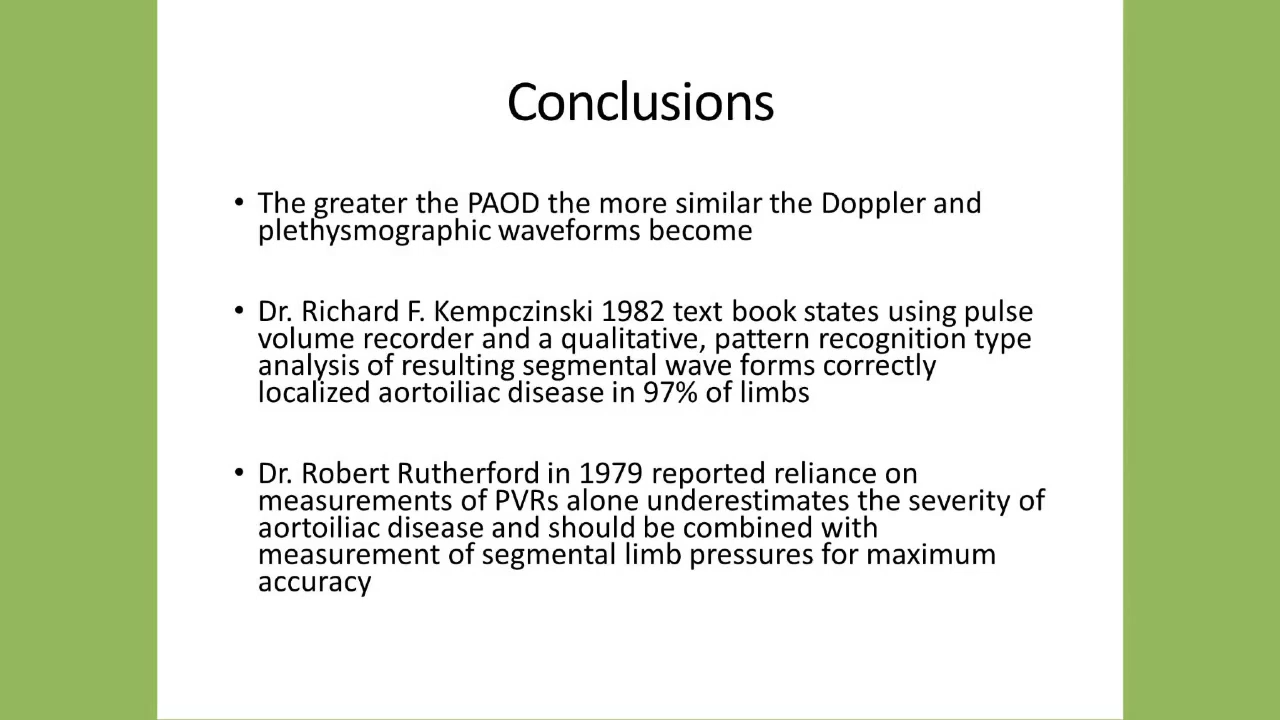 Conclusions
• The greater the PAOD the more similar the Doppler and
plethysmographic waveforms become
• Dr. Richard F. Kempczinski 1982 text book states using pulse
volume recorder and a qualitative, pattern recognition type
analysis of resulting segmental wave forms correctly
localized aortoiliac disease in 97% of limbs
• Dr. Robert Rutherford in 1979 reported reliance on
measurements of PVRs alone underestimates the severity of
aortoiliac disease and should be combined with
measurement of segmental limb pressures for maximum
accuracy